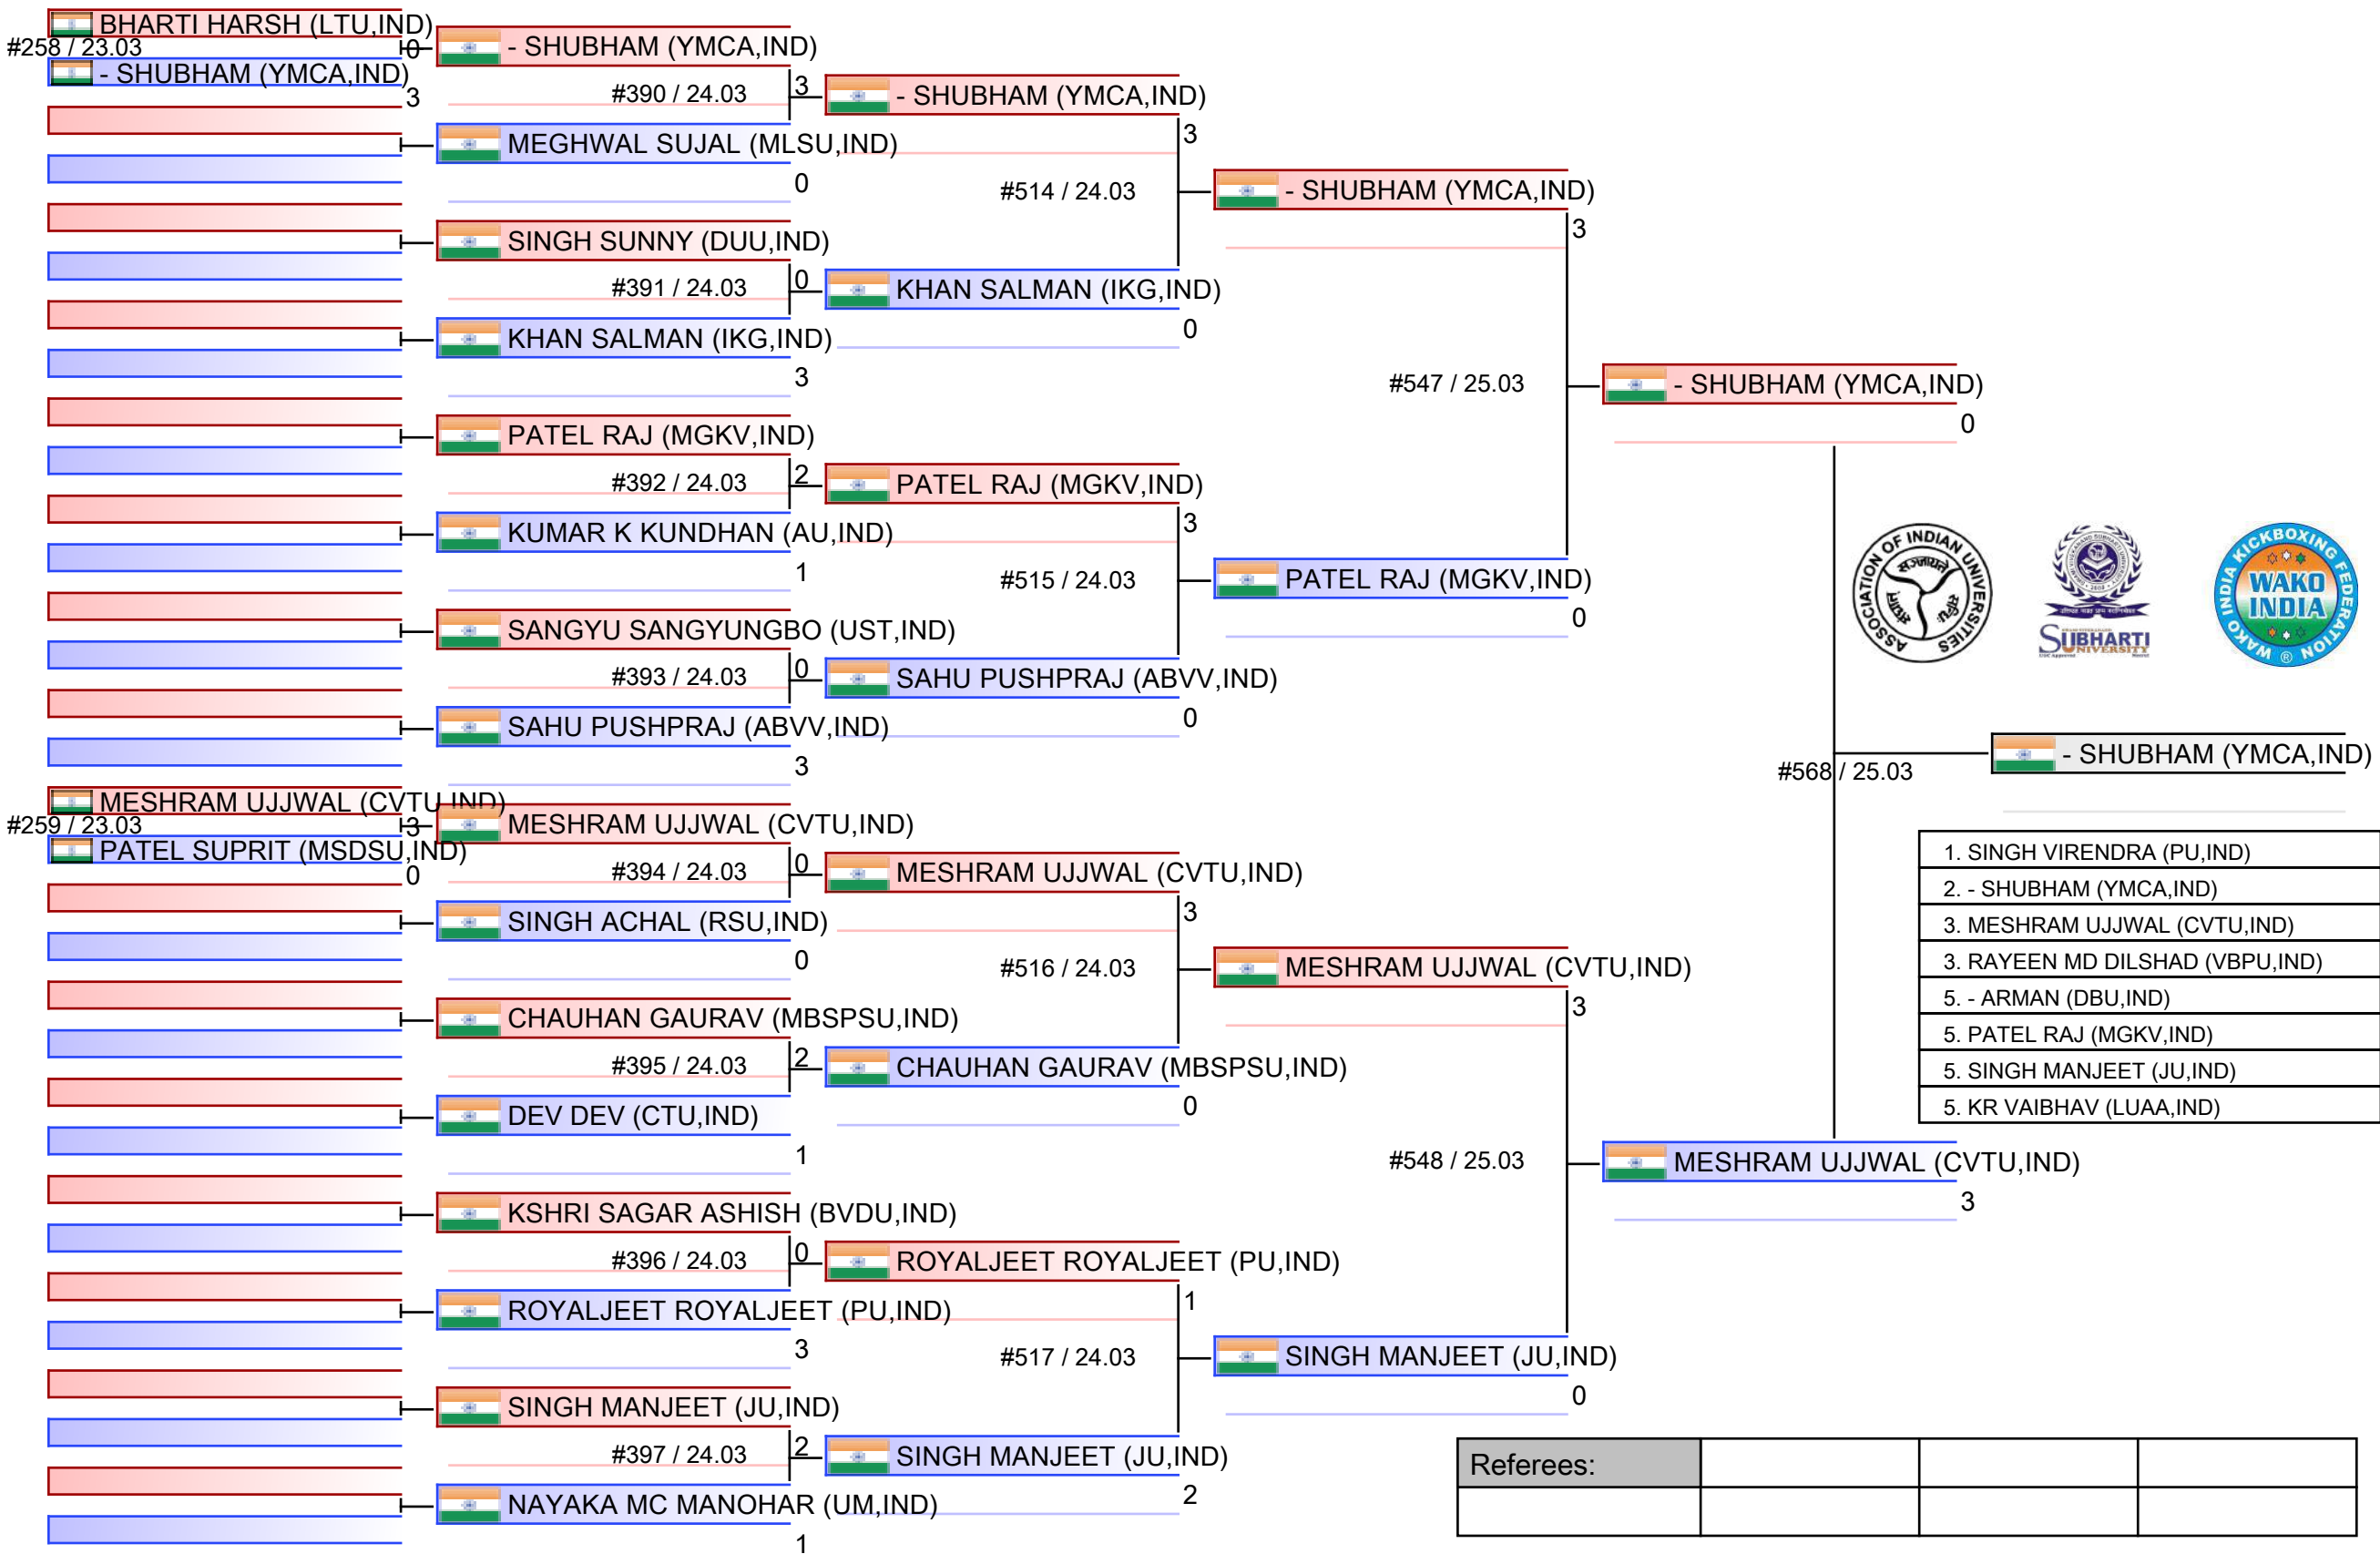 BHARTI HARSH (LTU,IND)
#258 / 23.03
0
- SHUBHAM (YMCA,IND)
3
- SHUBHAM (YMCA,IND)
#390 / 24.03
3
MEGHWAL SUJAL (MLSU,IND)
0
SINGH SUNNY (DUU,IND)
#391 / 24.03
0
KHAN SALMAN (IKG,IND)
3
PATEL RAJ (MGKV,IND)
#392 / 24.03
2
KUMAR K KUNDHAN (AU,IND)
1
SANGYU SANGYUNGBO (UST,IND)
#393 / 24.03
0
SAHU PUSHPRAJ (ABVV,IND)
3
MESHRAM UJJWAL (CVTU,IND)
#259 / 23.03
3
PATEL SUPRIT (MSDSU,IND)
0
MESHRAM UJJWAL (CVTU,IND)
#394 / 24.03
0
SINGH ACHAL (RSU,IND)
0
CHAUHAN GAURAV (MBSPSU,IND)
#395 / 24.03
2
DEV DEV (CTU,IND)
1
KSHRI SAGAR ASHISH (BVDU,IND)
#396 / 24.03
0
ROYALJEET ROYALJEET (PU,IND)
3
SINGH MANJEET (JU,IND)
#397 / 24.03
2
NAYAKA MC MANOHAR (UM,IND)
1
- SHUBHAM (YMCA,IND)
3
#514 / 24.03
KHAN SALMAN (IKG,IND)
0
PATEL RAJ (MGKV,IND)
3
#515 / 24.03
SAHU PUSHPRAJ (ABVV,IND)
0
MESHRAM UJJWAL (CVTU,IND)
3
#516 / 24.03
CHAUHAN GAURAV (MBSPSU,IND)
0
ROYALJEET ROYALJEET (PU,IND)
1
#517 / 24.03
SINGH MANJEET (JU,IND)
2
- SHUBHAM (YMCA,IND)
3
#547 / 25.03
PATEL RAJ (MGKV,IND)
0
MESHRAM UJJWAL (CVTU,IND)
3
#548 / 25.03
SINGH MANJEET (JU,IND)
0
- SHUBHAM (YMCA,IND)
0
#568 / 25.03
MESHRAM UJJWAL (CVTU,IND)
3
ASSOCIATION OF INDIAN UNIVERSITIES
SUBHARTI
UNIVERSITY
WAKO INDIA KICKBOXING FEDERATION
WAKO
INDIA
®
- SHUBHAM (YMCA,IND)
1. SINGH VIRENDRA (PU,IND)
2. - SHUBHAM (YMCA,IND)
3. MESHRAM UJJWAL (CVTU,IND)
3. RAYEEN MD DILSHAD (VBPU,IND)
5. - ARMAN (DBU,IND)
5. PATEL RAJ (MGKV,IND)
5. SINGH MANJEET (JU,IND)
5. KR VAIBHAV (LUAA,IND)
Referees: